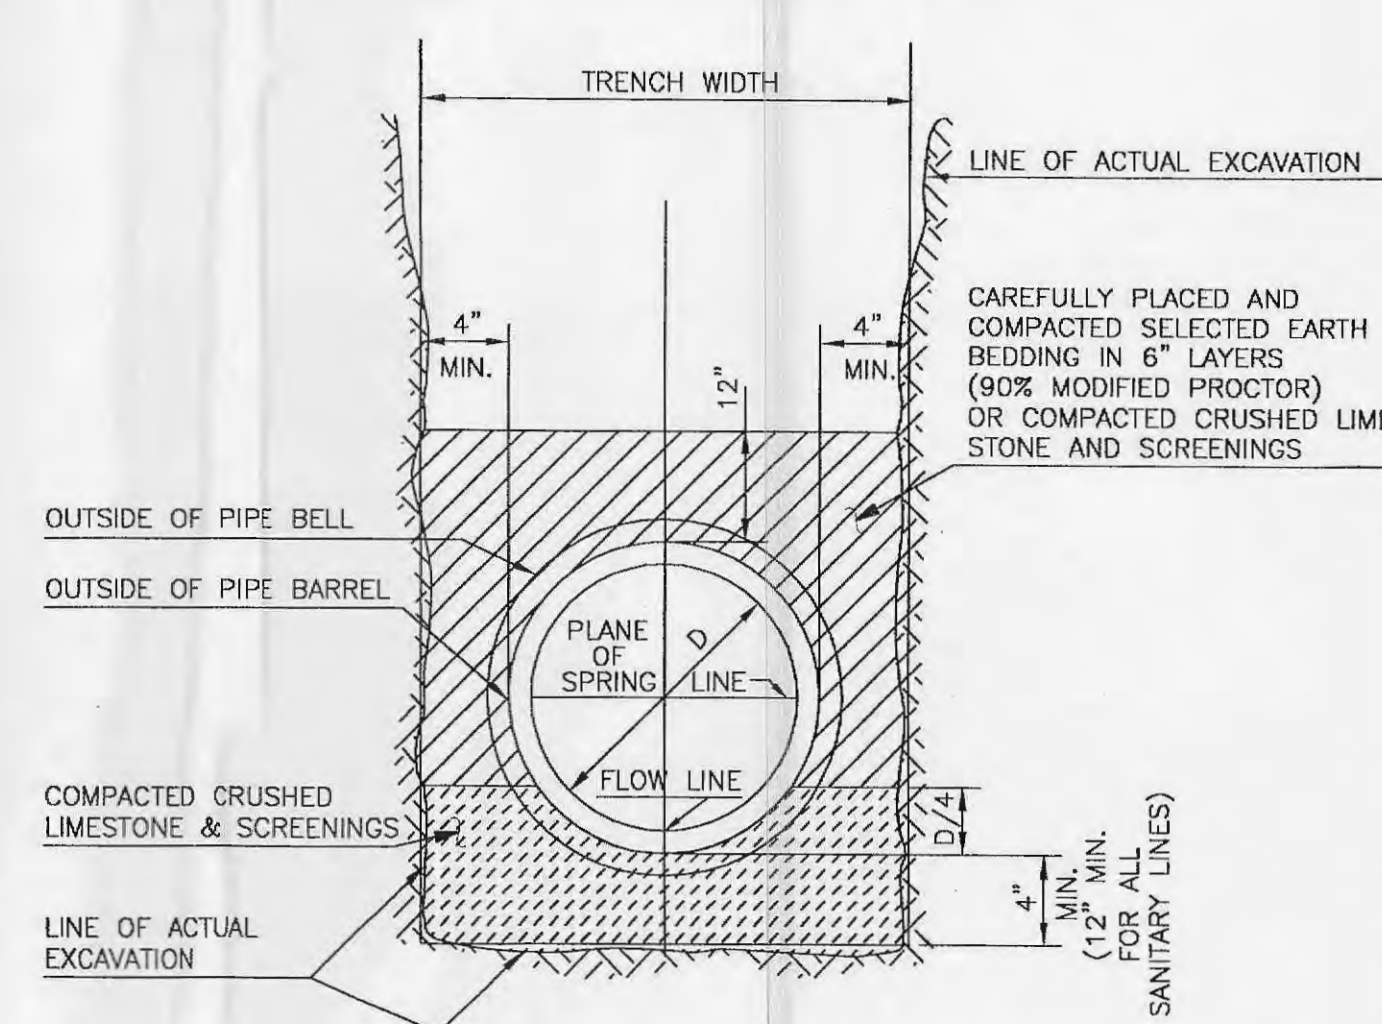 TRENCH WIDTH
LINE OF ACTUAL EXCAVATION
CAREFULLY PLACED AND
COMPACTED SELECTED EARTH
BEDDING IN 6" LAYERS
(90% MODIFIED PROCTOR)
OR COMPACTED CRUSHED LIME
STONE AND SCREENINGS
4"
MIN.
4"
MIN.
12"
OUTSIDE OF PIPE BELL
OUTSIDE OF PIPE BARREL
PLANE
OF
SPRING LINE
D
FLOW LINE
COMPACTED CRUSHED
LIMESTONE & SCREENINGS
D/4
4"
MIN.
(12" MIN.
FOR ALL
SANITARY LINES)
LINE OF ACTUAL
EXCAVATION